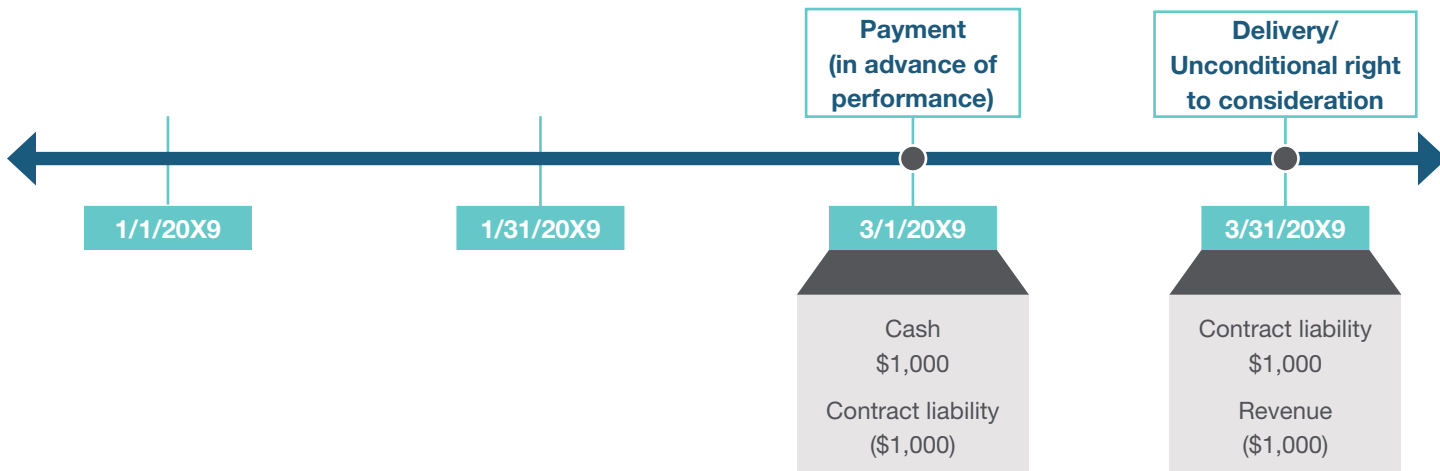 Payment
(in advance of
performance)
Delivery/
Unconditional right
to consideration
1/1/20X9
1/31/20X9
3/1/20X9
3/31/20X9
Cash
$1,000
Contract liability
($1,000)
Contract liability
$1,000
Revenue
($1,000)